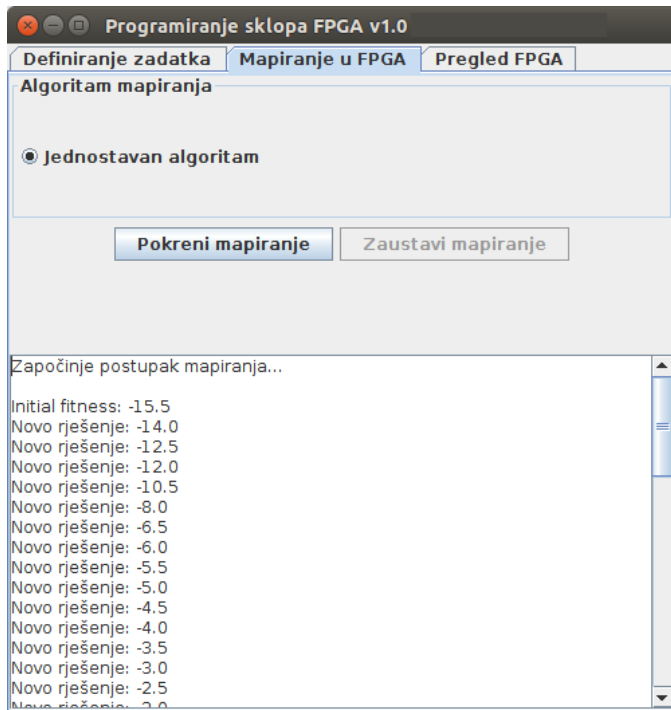 Programiranje sklopa FPGA v1.0
Definiranje zadatka Mapiranje u FPGA Pregled FPGA
Algoritam mapiranja
Jednostavan algoritam
Pokreni mapiranje Zaustavi mapiranje
Započinje postupak mapiranja...
Initial fitness: -15.5
Novo rješenje: -14.0
Novo rješenje: -12.5
Novo rješenje: -12.0
Novo rješenje: -10.5
Novo rješenje: -8.0
Novo rješenje: -6.5
Novo rješenje: -6.0
Novo rješenje: -5.5
Novo rješenje: -5.0
Novo rješenje: -4.5
Novo rješenje: -4.0
Novo rješenje: -3.5
Novo rješenje: -3.0
Novo rješenje: -2.5
Novo rješenje: -2.0